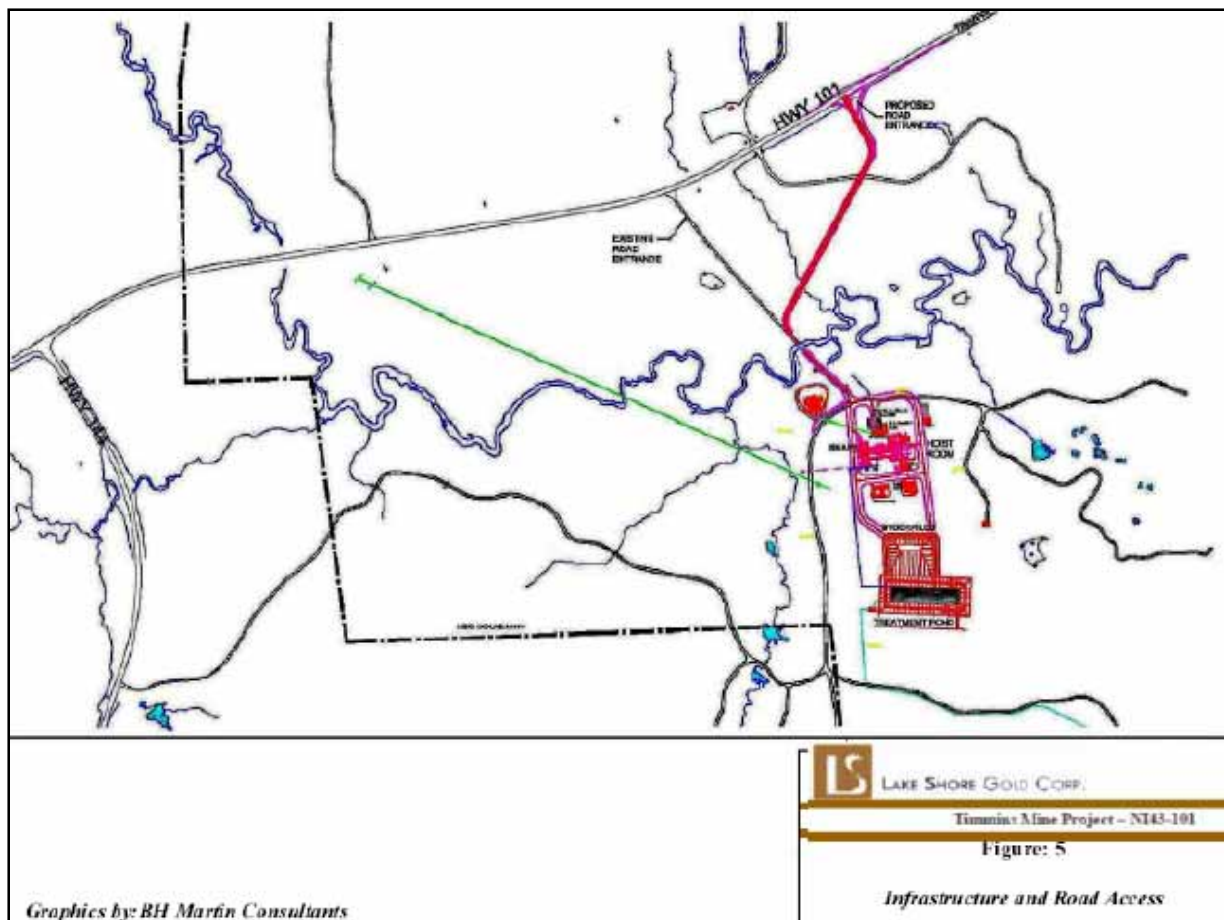 HWY 101
PROPOSED
ROAD
ENTRANCE
EXISTING
ROAD
ENTRANCE
HOIST
ROOM
TREATMENT POND
LS
LAKE SHORE GOLD CORP.
Timmins Mine Project – NI43-101
Figure: 5
Infrastructure and Road Access
Graphics by: BH Martin Consultants